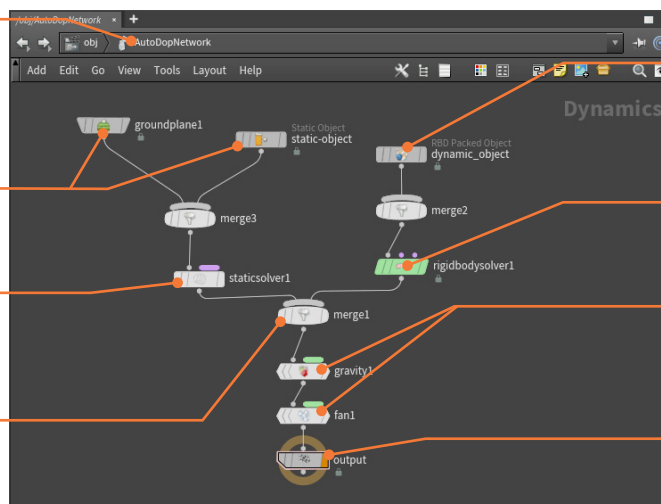 /obj/AutoDopNetwork × +
obj AutoDopNetwork
Add Edit Go View Tools Layout Help
Dynamics
groundplane1
Static Object
static-object
RBD Packed Object
dynamic_object
merge3
merge2
staticsolver1
rigidbodysolver1
merge1
gravity1
fan1
output